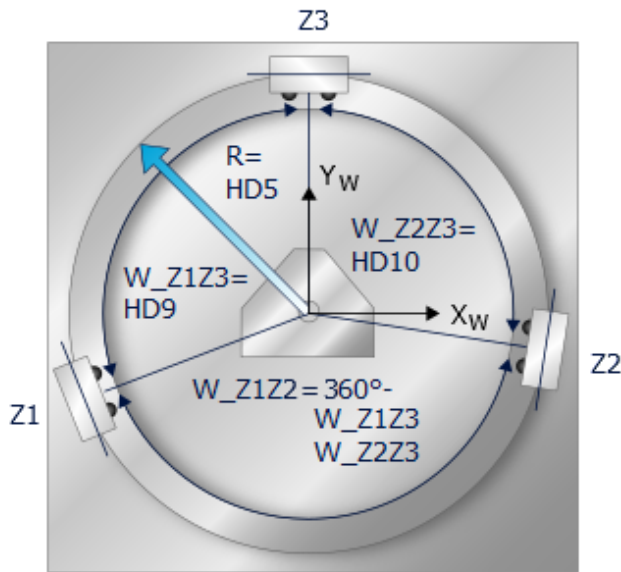 Z3
R=
HD5
Y_W
W_Z2Z3=
HD10
W_Z1Z3=
HD9
X_W
Z2
W_Z1Z2=360°-
W_Z1Z3
W_Z2Z3
Z1